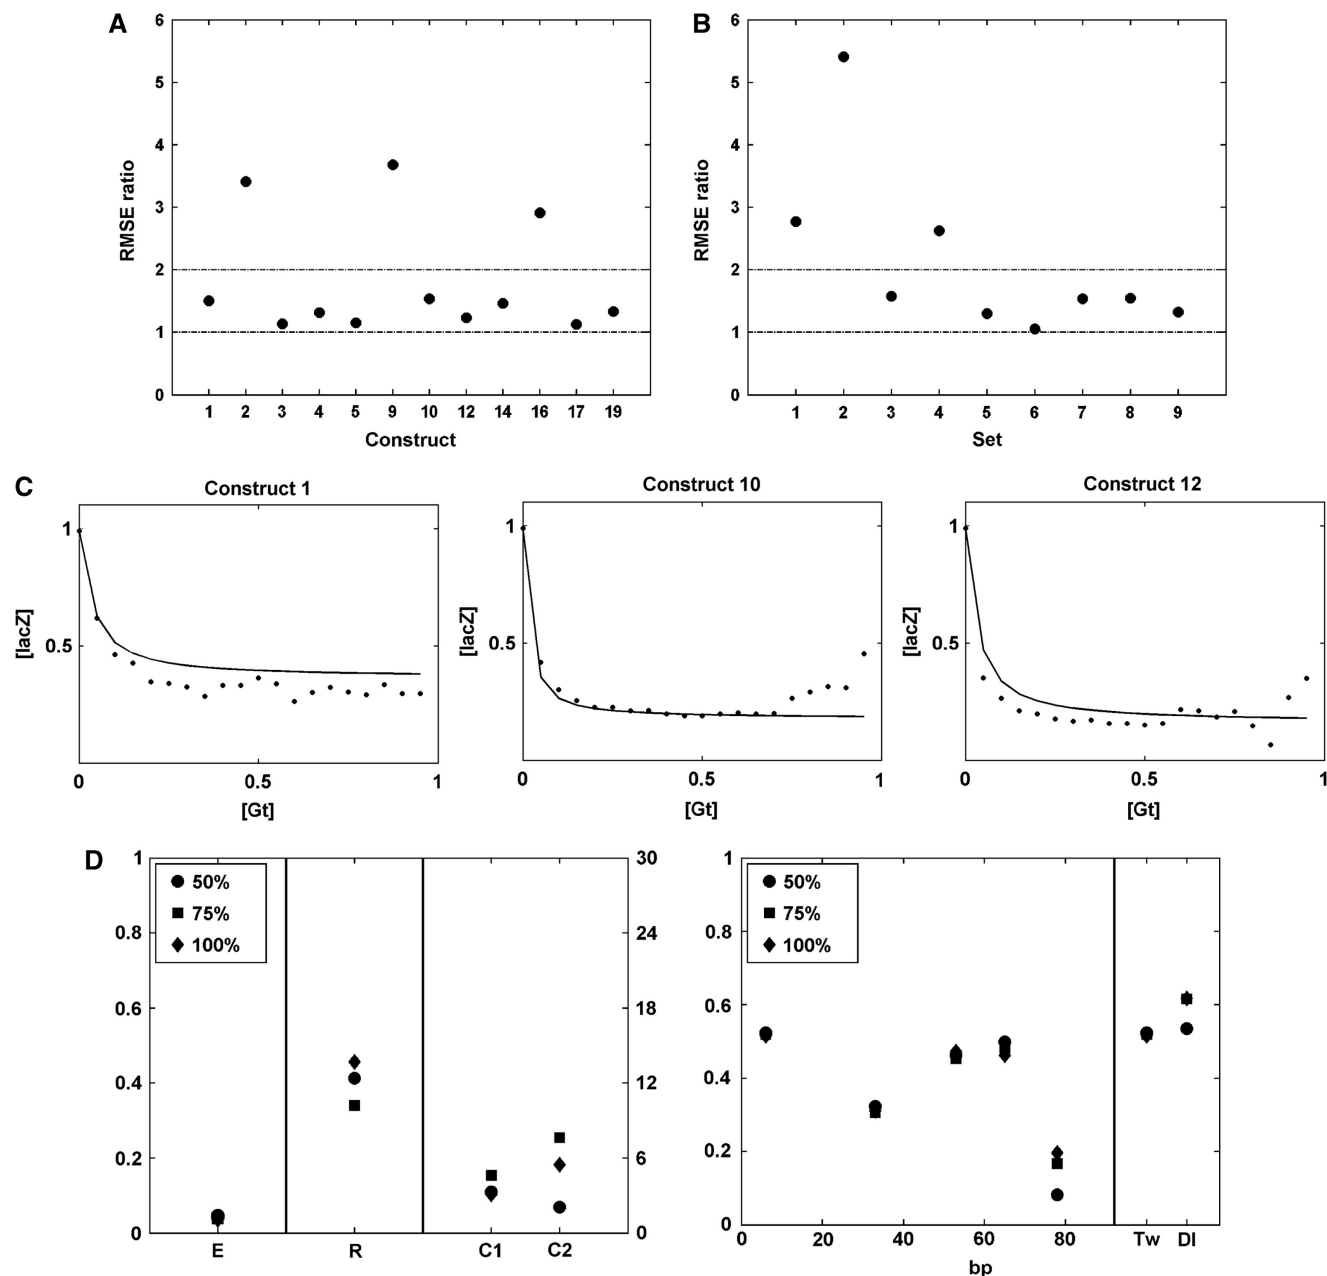 A
B
6
5
4
3
2
1
0
RMSE ratio
1 2 3 4 5 9 10 12 14 16 17 19
Construct
6
5
4
3
2
1
0
RMSE ratio
1 2 3 4 5 6 7 8 9
Set
C
Construct 1
1
0.5
[lacZ]
0 0.5 1
[Gt]
Construct 10
1
0.5
[lacZ]
0 0.5 1
[Gt]
Construct 12
1
0.5
[lacZ]
0 0.5 1
[Gt]
D
1
0.8
0.6
0.4
0.2
0
50%
75%
100%
30
24
18
12
6
0
E R C1 C2
1
0.8
0.6
0.4
0.2
0
50%
75%
100%
0 20 40 60 80 Tw Dl
bp